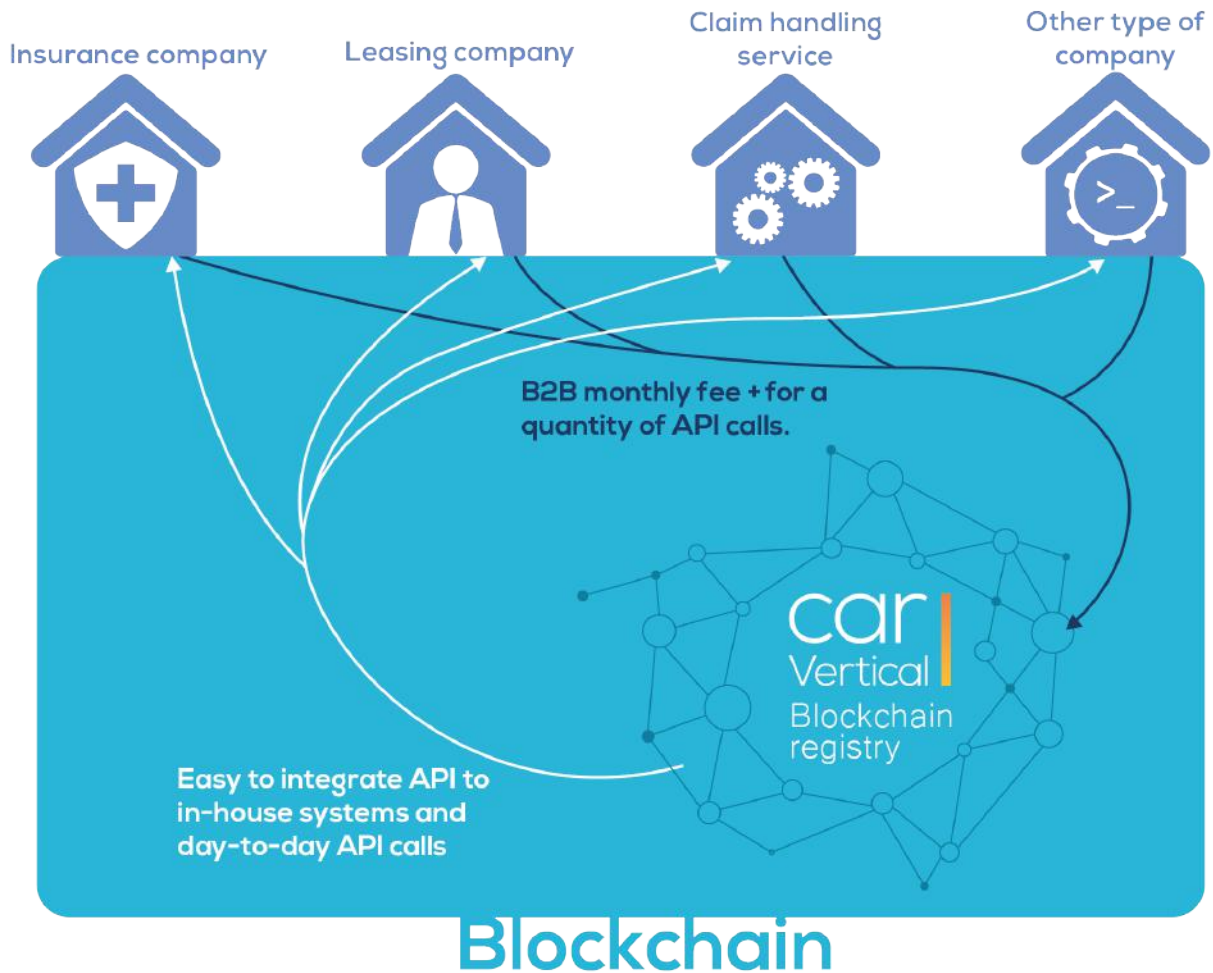 Insurance company
Leasing company
Claim handling
service
Other type of
company
>_
B2B monthly fee + for a
quantity of API calls.
car
Vertical
Blockchain
registry
Easy to integrate API to
in-house systems and
day-to-day API calls
Blockchain